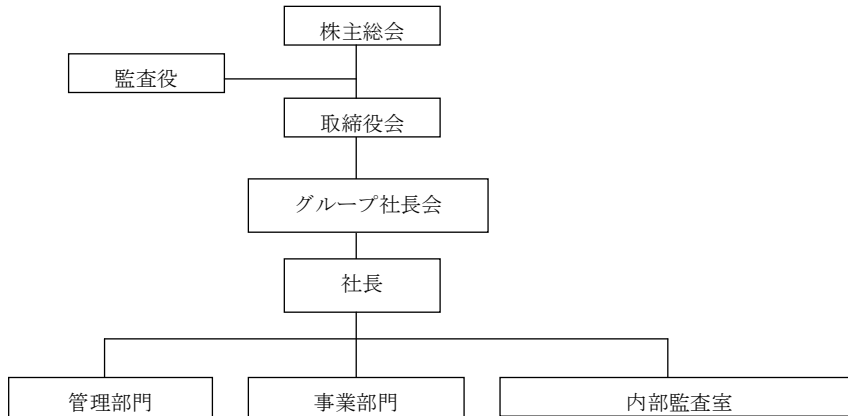 株主総会
監査役
取締役会
グループ社長会
社長
管理部門
事業部門
内部監査室